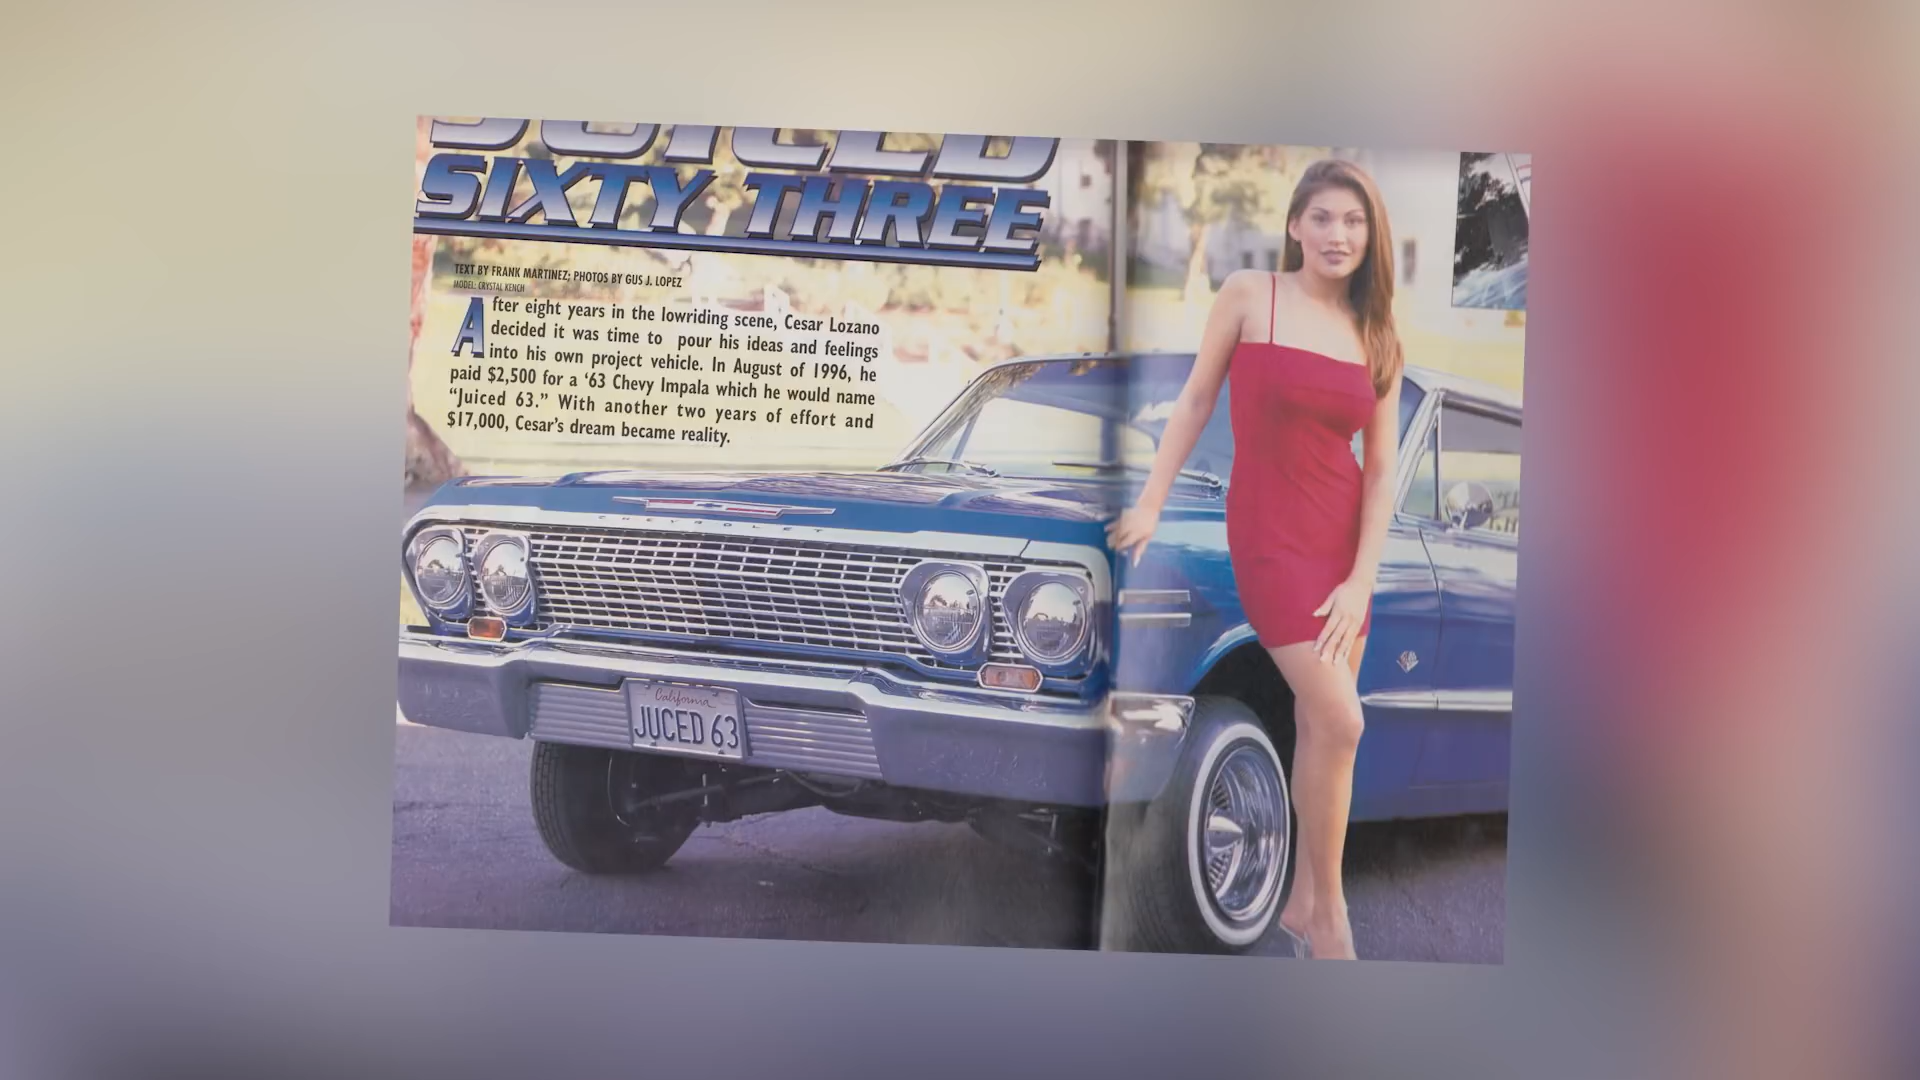 JUICED
SIXTY THREE
TEXT BY FRANK MARTINEZ; PHOTOS BY GUS J. LOPEZ
MODEL: CRYSTAL KENCH
After eight years in the lowriding scene, Cesar Lozano
decided it was time to pour his ideas and feelings
into his own project vehicle. In August of 1996, he
paid $2,500 for a ‘63 Chevy Impala which he would name
“Juiced 63.” With another two years of effort and
$17,000, Cesar’s dream became reality.
CHEVROLET
California
JUCED 63